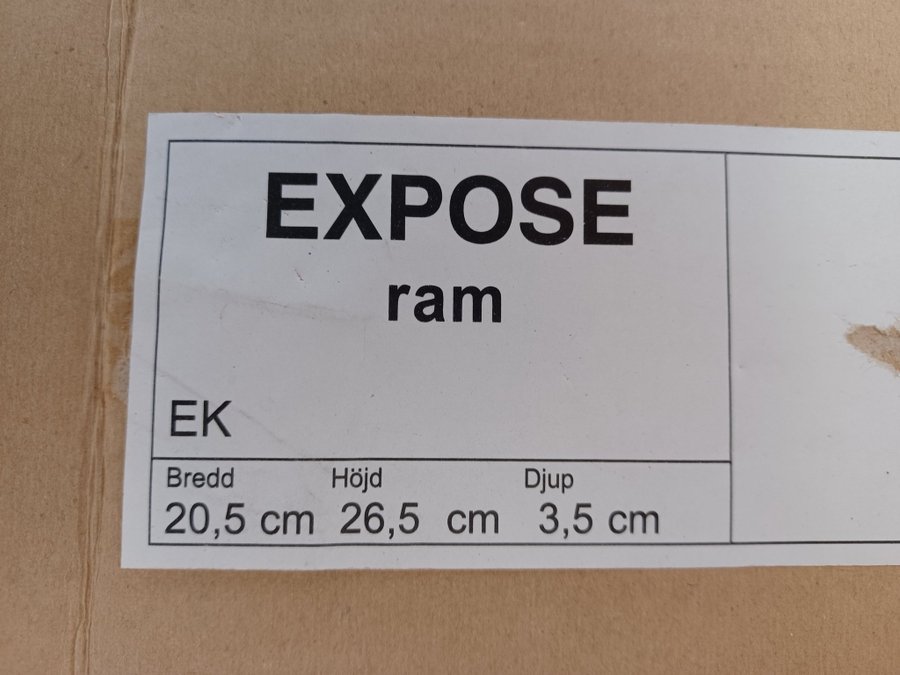 EXPOSE
ram
EK
Bredd Höjd Djup
20,5 cm 26,5 cm 3,5 cm